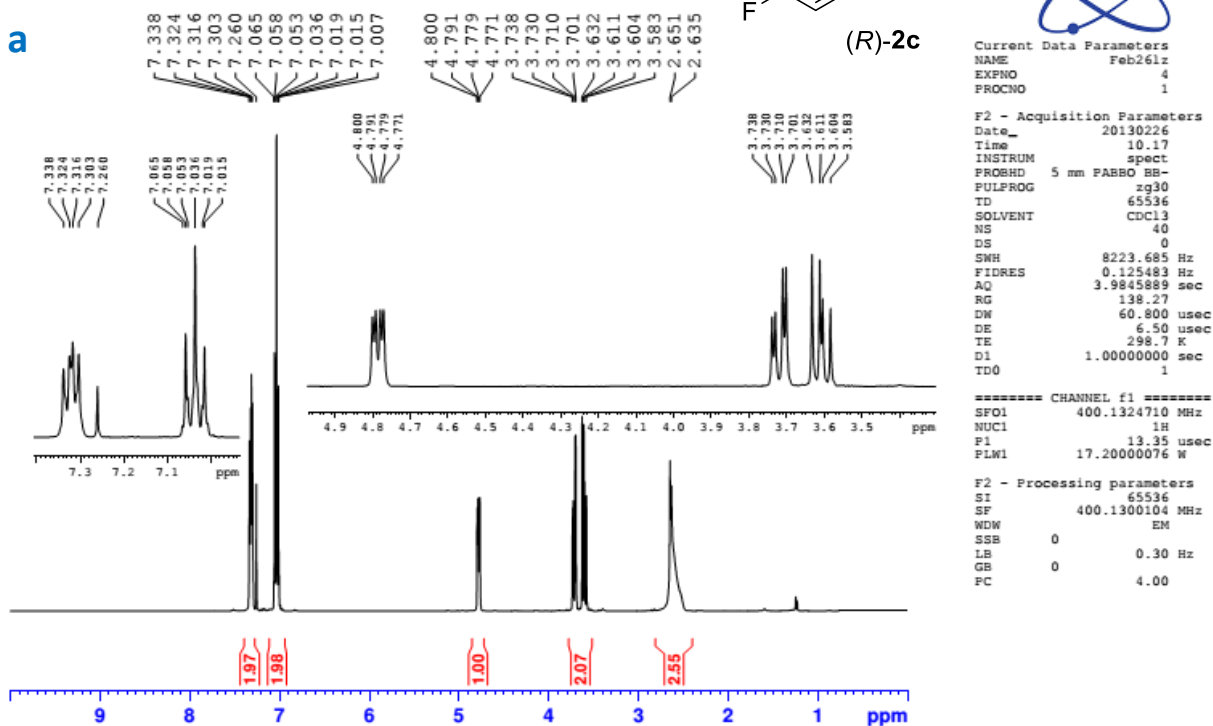 a
F
(R)-2c
7.338
7.324
7.316
7.303
7.260
7.065
7.058
7.053
7.036
7.019
7.015
7.007
4.800
4.791
4.779
4.771
3.738
3.730
3.710
3.701
3.632
3.611
3.604
3.583
2.651
2.635
7.338
7.324
7.316
7.303
7.260
7.065
7.058
7.053
7.036
7.019
7.015
4.800
4.791
4.779
4.771
3.738
3.730
3.710
3.701
3.632
3.611
3.604
3.583
7.3 7.2 7.1 ppm
4.9 4.8 4.7 4.6 4.5 4.4 4.3 4.2 4.1 4.0 3.9 3.8 3.7 3.6 3.5 ppm
1.97
1.98
1.00
2.07
2.55
9 8 7 6 5 4 3 2 1 ppm
Current Data Parameters
NAME Feb26lz
EXPNO 4
PROCNO 1
F2 - Acquisition Parameters
Date_ 20130226
Time 10.17
INSTRUM spect
PROBHD 5 mm PABBO BB-
PULPROG zg30
TD 65536
SOLVENT CDCl3
NS 40
DS 0
SWH 8223.685 Hz
FIDRES 0.125483 Hz
AQ 3.9845889 sec
RG 138.27
DW 60.800 usec
DE 6.50 usec
TE 298.7 K
D1 1.00000000 sec
TD0 1
======== CHANNEL f1 ========
SFO1 400.1324710 MHz
NUC1 1H
P1 13.35 usec
PLW1 17.20000076 W
F2 - Processing parameters
SI 65536
SF 400.1300104 MHz
WDW EM
SSB 0
LB 0.30 Hz
GB 0
PC 4.00